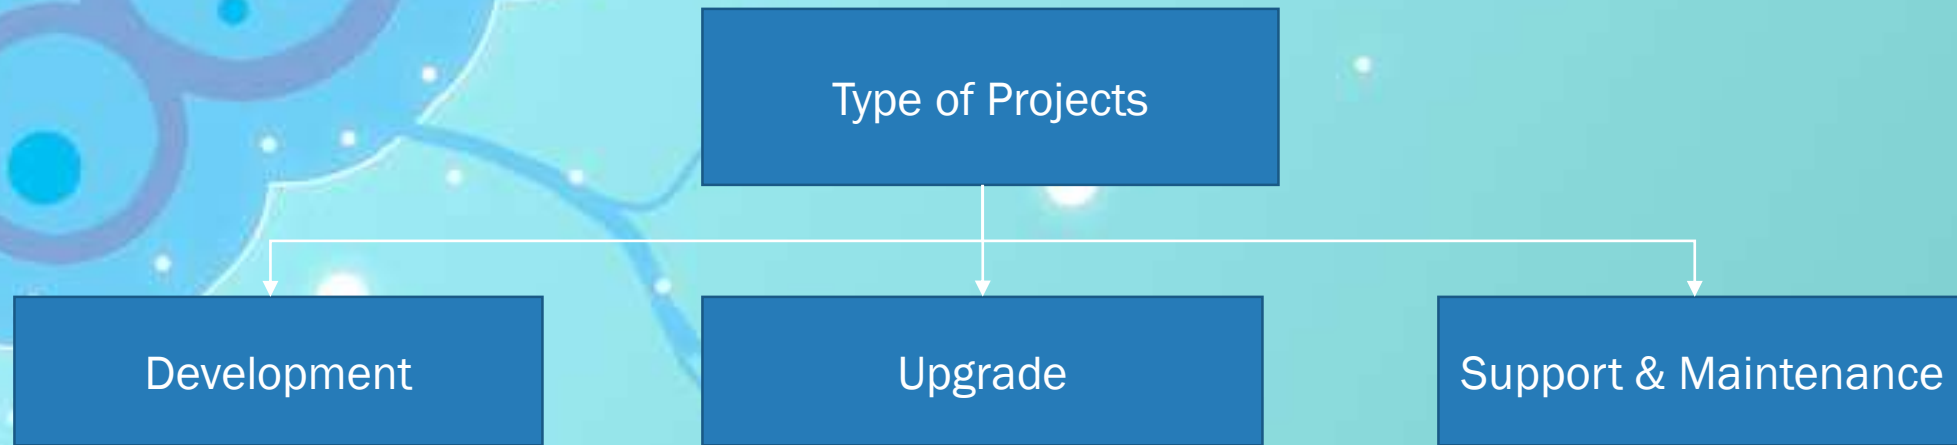 Type of Projects
Development
Upgrade
Support & Maintenance